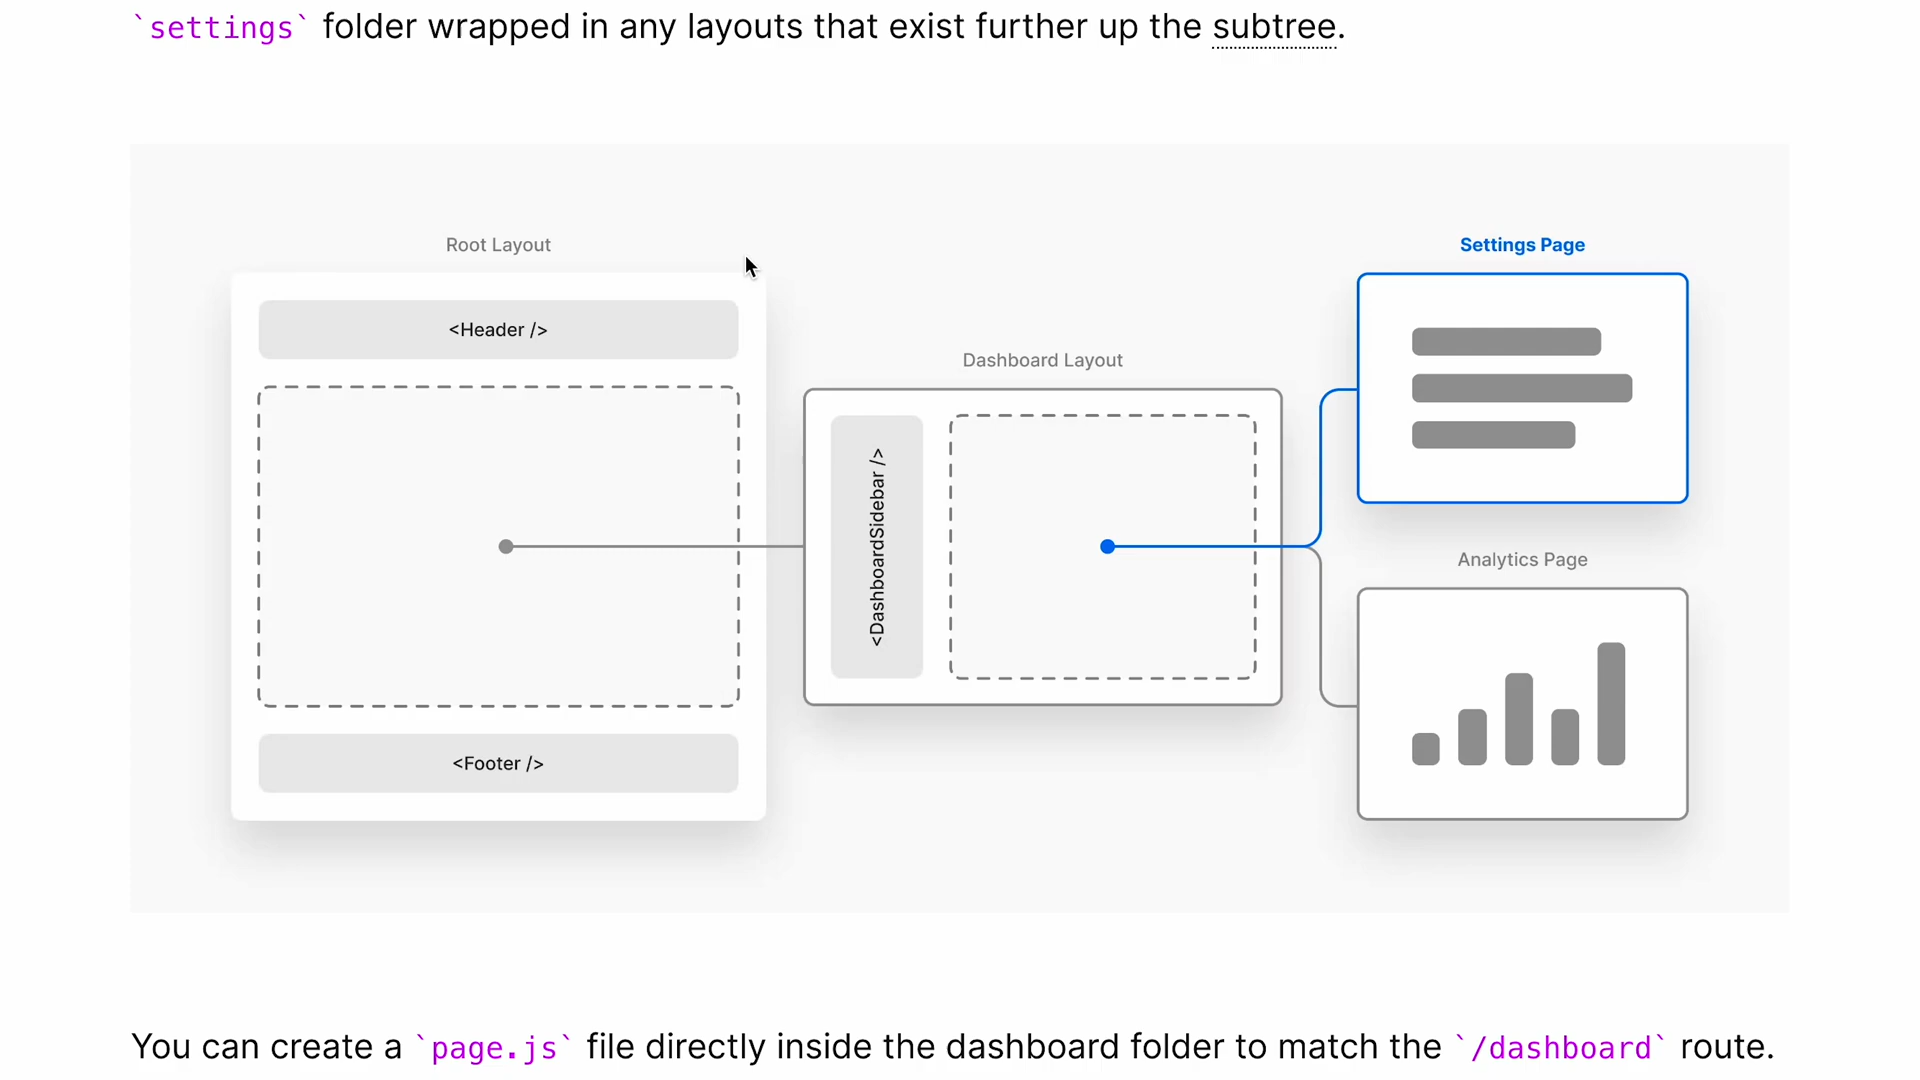 `settings` folder wrapped in any layouts that exist further up the subtree.
Root Layout
Settings Page
<Header />
Dashboard Layout
<DashboardSidebar />
Analytics Page
<Footer />
You can create a `page.js` file directly inside the dashboard folder to match the `/dashboard` route.